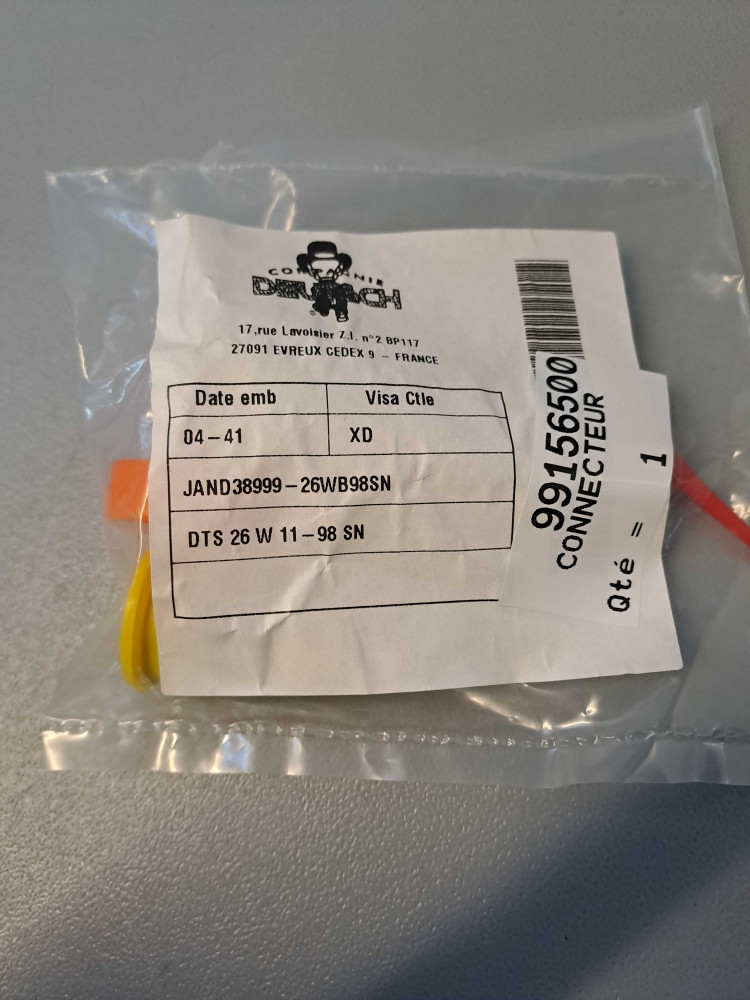 COMPAGNIE
DEUTSCH
17,rue Lavoisier Z.I. n°2 BP117
27091 EVREUX CEDEX 9 – FRANCE
Date emb Visa Ctle
04–41 XD
JAND38999–26WB98SN
DTS 26 W 11–98 SN
99156500
CONNECTEUR
Qté = 1